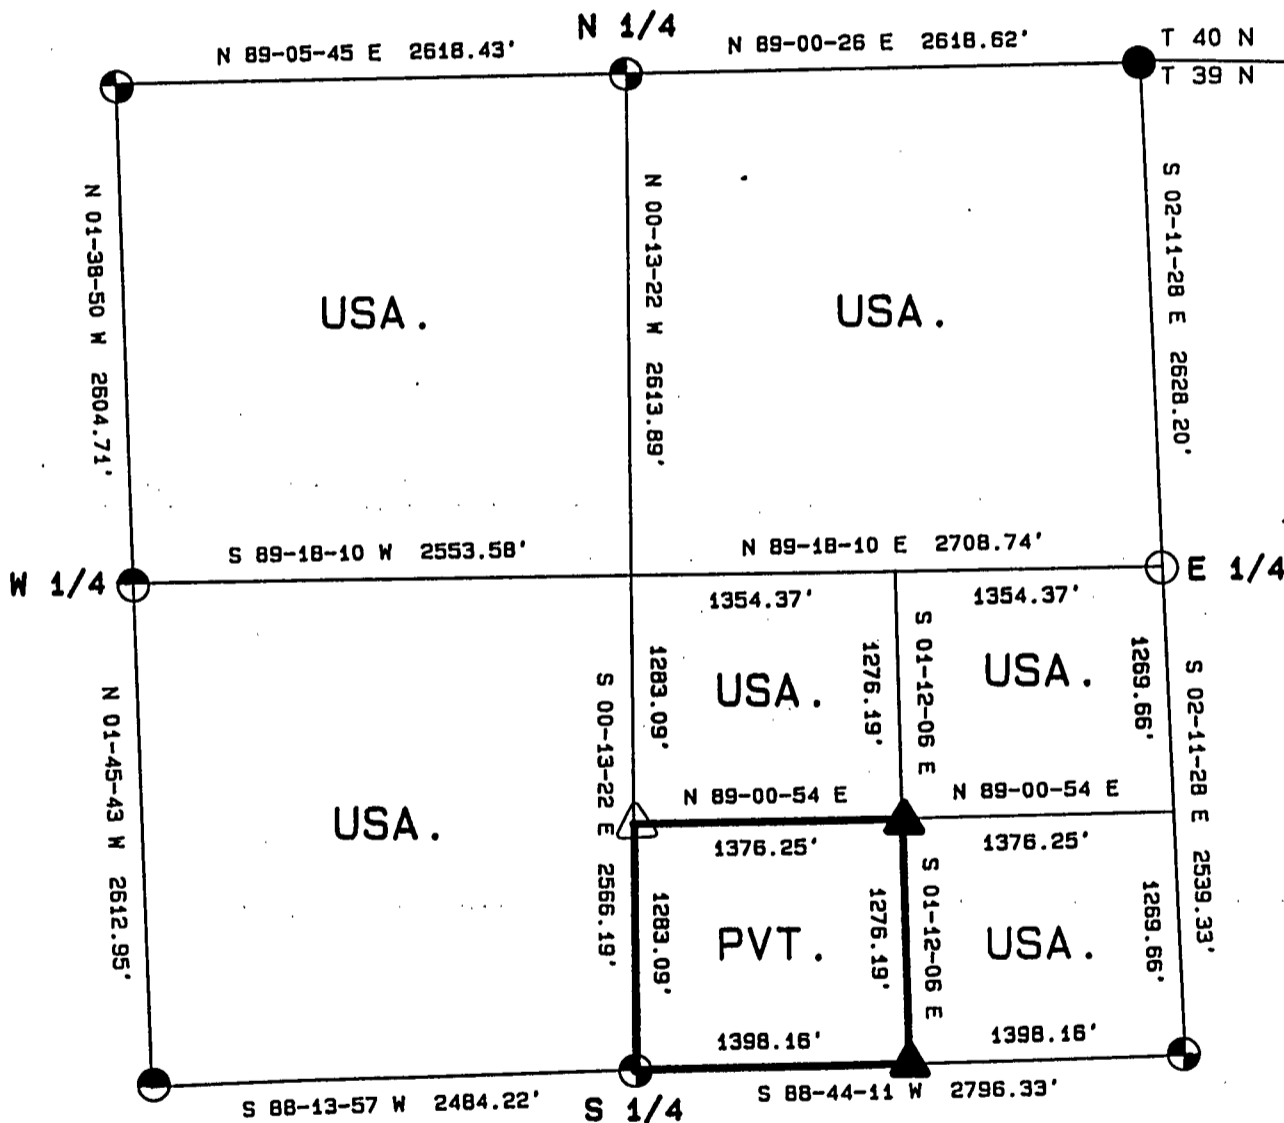 N 1/4
N 89-05-45 E 2618.43'
N 89-00-26 E 2618.62'
T 40 N
T 39 N
N 01-38-50 W 2604.71'
N 00-13-22 W 2613.89'
S 02-11-28 E 2628.20'
USA.
USA.
S 89-18-10 W 2553.58'
N 89-18-10 E 2708.74'
W 1/4
E 1/4
1354.37'
1354.37'
N 01-45-43 W 2612.95'
S 00-13-22 E 2566.19'
1283.09'
USA.
1276.19'
S 01-12-06 E
USA.
1269.66'
S 02-11-28 E 2539.33'
N 89-00-54 E
N 89-00-54 E
USA.
1376.25'
1376.25'
1283.09'
PVT.
1276.19'
S 01-12-06 E
USA.
1269.66'
1398.16'
1398.16'
S 88-13-57 W 2484.22'
S 1/4
S 88-44-11 W 2796.33'